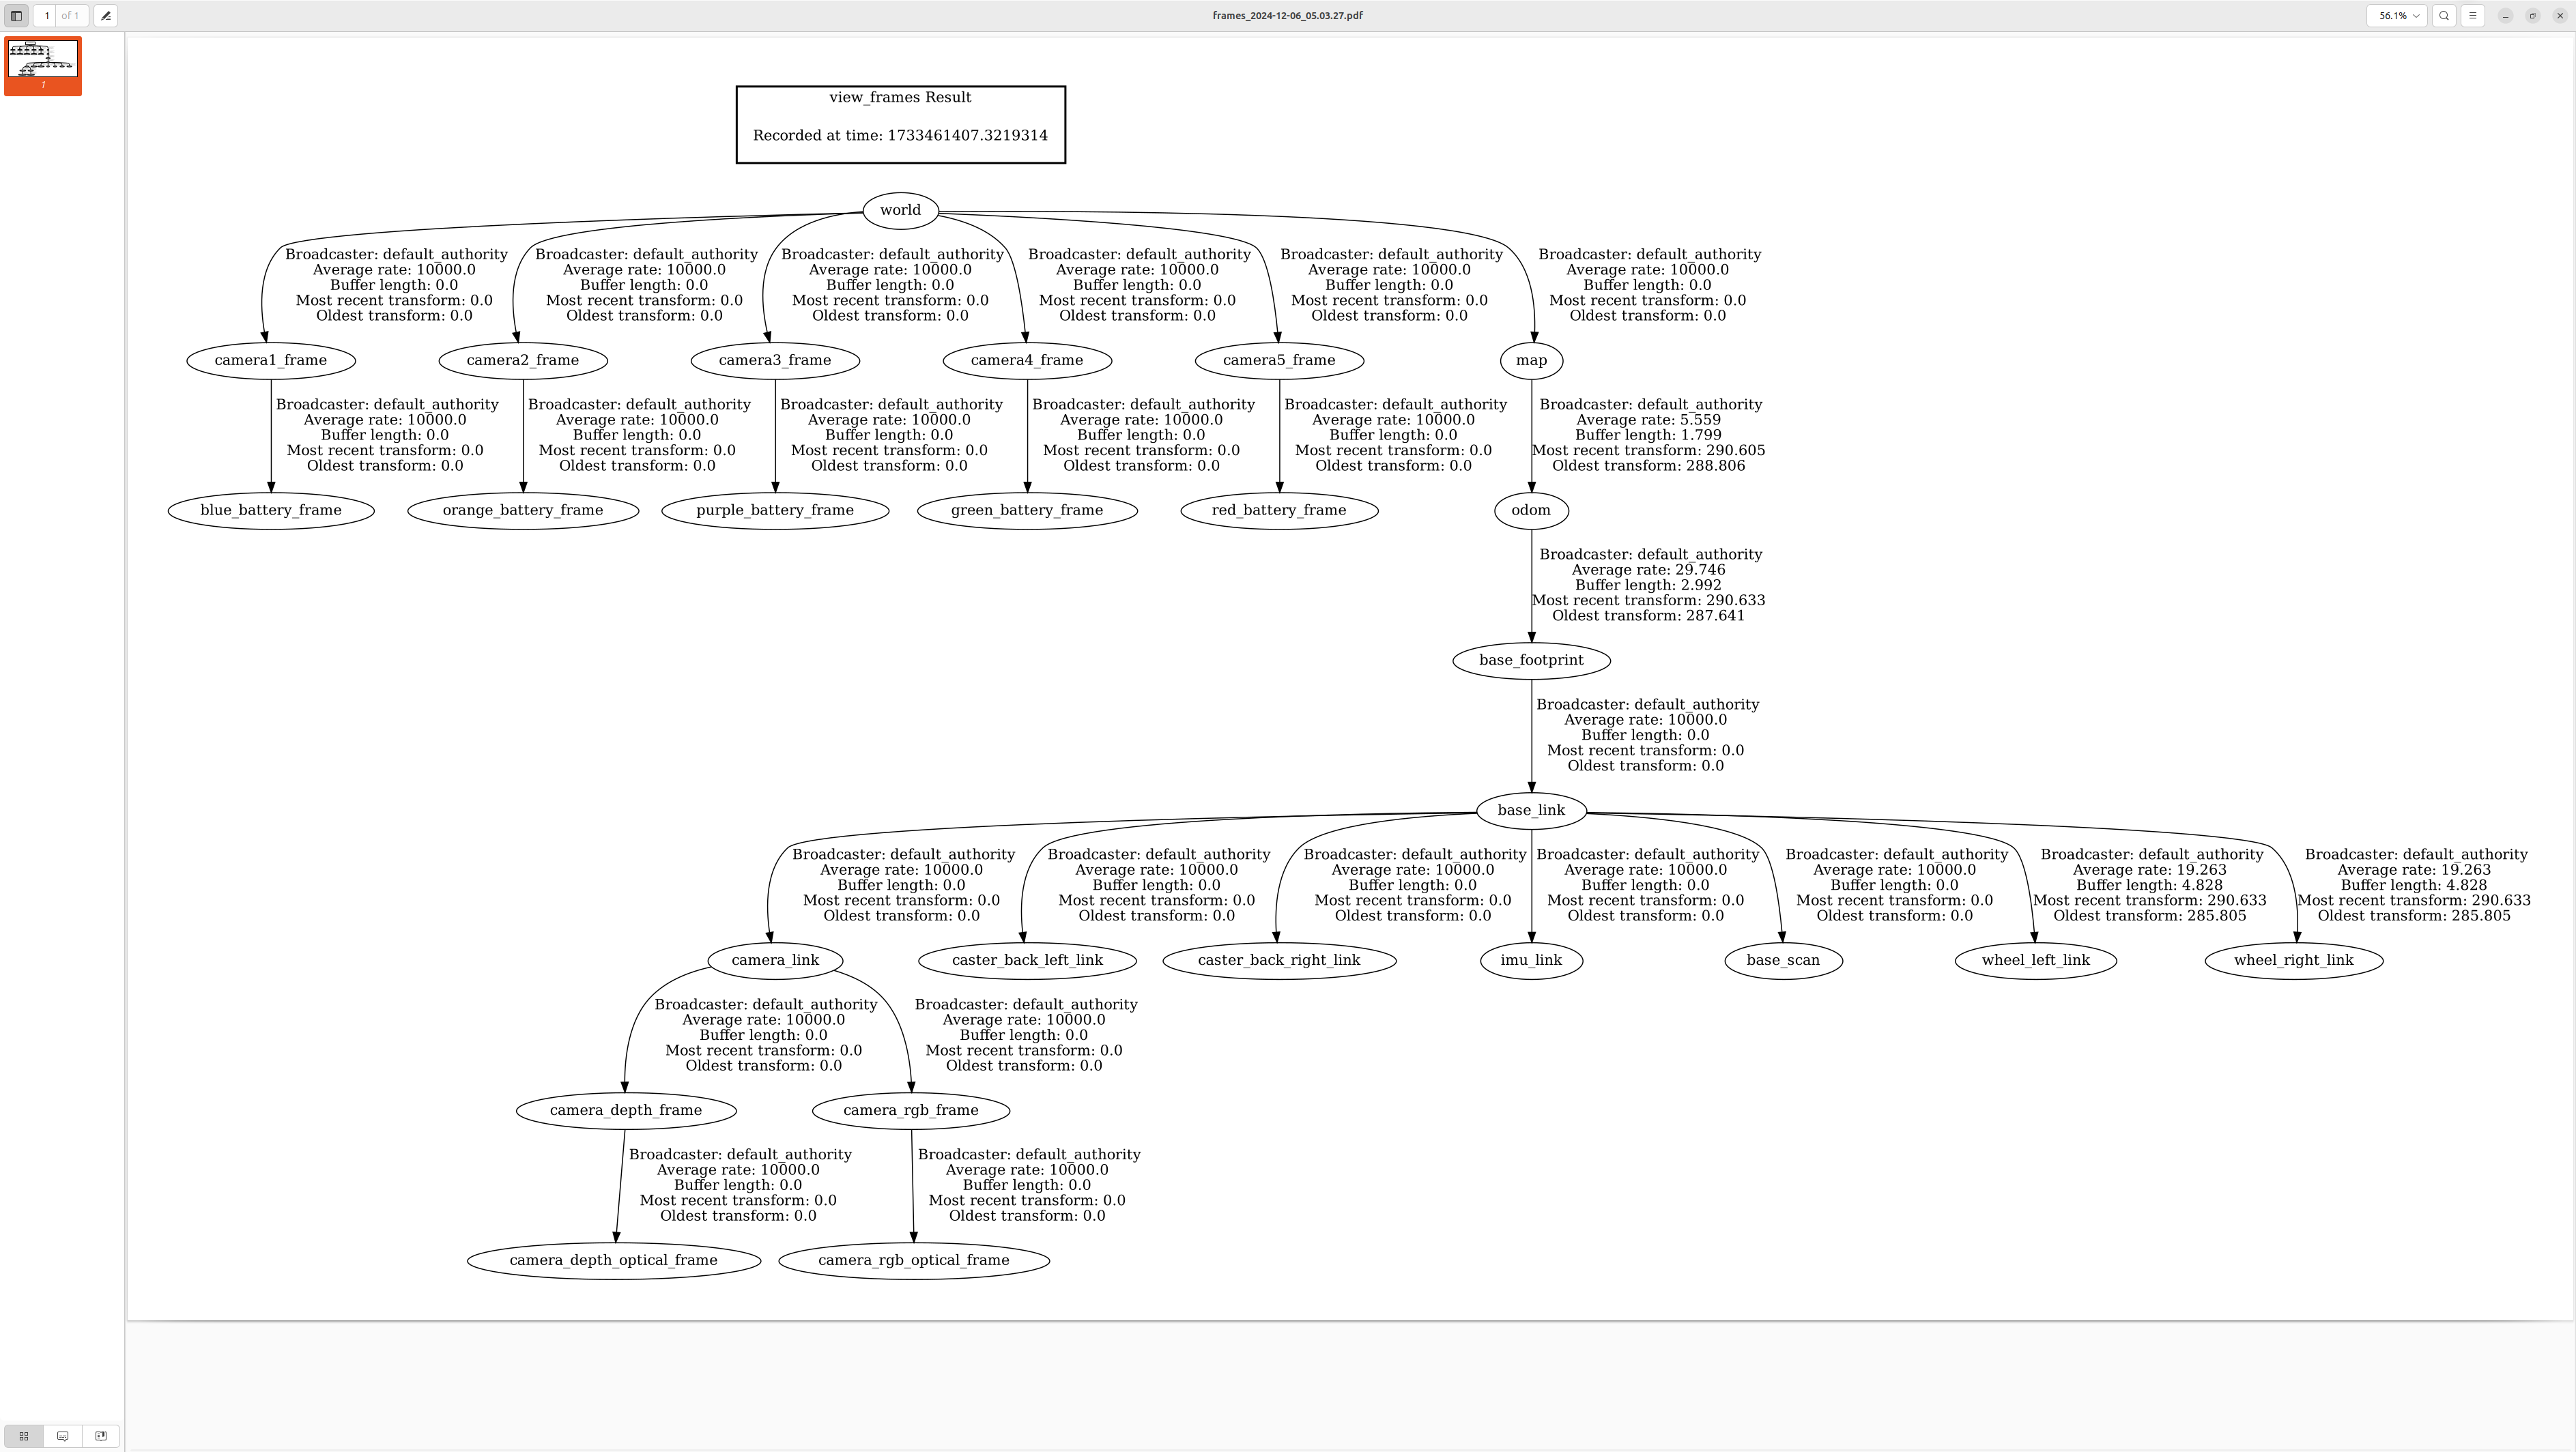 1 of 1
frames_2024-12-06_05.03.27.pdf
56.1%
1
view_frames Result
Recorded at time: 1733461407.3219314
world
Broadcaster: default_authority
Average rate: 10000.0
Buffer length: 0.0
Most recent transform: 0.0
Oldest transform: 0.0
Broadcaster: default_authority
Average rate: 10000.0
Buffer length: 0.0
Most recent transform: 0.0
Oldest transform: 0.0
Broadcaster: default_authority
Average rate: 10000.0
Buffer length: 0.0
Most recent transform: 0.0
Oldest transform: 0.0
Broadcaster: default_authority
Average rate: 10000.0
Buffer length: 0.0
Most recent transform: 0.0
Oldest transform: 0.0
Broadcaster: default_authority
Average rate: 10000.0
Buffer length: 0.0
Most recent transform: 0.0
Oldest transform: 0.0
Broadcaster: default_authority
Average rate: 10000.0
Buffer length: 0.0
Most recent transform: 0.0
Oldest transform: 0.0
camera1_frame
camera2_frame
camera3_frame
camera4_frame
camera5_frame
map
Broadcaster: default_authority
Average rate: 10000.0
Buffer length: 0.0
Most recent transform: 0.0
Oldest transform: 0.0
Broadcaster: default_authority
Average rate: 10000.0
Buffer length: 0.0
Most recent transform: 0.0
Oldest transform: 0.0
Broadcaster: default_authority
Average rate: 10000.0
Buffer length: 0.0
Most recent transform: 0.0
Oldest transform: 0.0
Broadcaster: default_authority
Average rate: 10000.0
Buffer length: 0.0
Most recent transform: 0.0
Oldest transform: 0.0
Broadcaster: default_authority
Average rate: 10000.0
Buffer length: 0.0
Most recent transform: 0.0
Oldest transform: 0.0
Broadcaster: default_authority
Average rate: 5.559
Buffer length: 1.799
Most recent transform: 290.605
Oldest transform: 288.806
blue_battery_frame
orange_battery_frame
purple_battery_frame
green_battery_frame
red_battery_frame
odom
Broadcaster: default_authority
Average rate: 29.746
Buffer length: 2.992
Most recent transform: 290.633
Oldest transform: 287.641
base_footprint
Broadcaster: default_authority
Average rate: 10000.0
Buffer length: 0.0
Most recent transform: 0.0
Oldest transform: 0.0
base_link
Broadcaster: default_authority
Average rate: 10000.0
Buffer length: 0.0
Most recent transform: 0.0
Oldest transform: 0.0
Broadcaster: default_authority
Average rate: 10000.0
Buffer length: 0.0
Most recent transform: 0.0
Oldest transform: 0.0
Broadcaster: default_authority
Average rate: 10000.0
Buffer length: 0.0
Most recent transform: 0.0
Oldest transform: 0.0
Broadcaster: default_authority
Average rate: 10000.0
Buffer length: 0.0
Most recent transform: 0.0
Oldest transform: 0.0
Broadcaster: default_authority
Average rate: 10000.0
Buffer length: 0.0
Most recent transform: 0.0
Oldest transform: 0.0
Broadcaster: default_authority
Average rate: 19.263
Buffer length: 4.828
Most recent transform: 290.633
Oldest transform: 285.805
Broadcaster: default_authority
Average rate: 19.263
Buffer length: 4.828
Most recent transform: 290.633
Oldest transform: 285.805
camera_link
caster_back_left_link
caster_back_right_link
imu_link
base_scan
wheel_left_link
wheel_right_link
Broadcaster: default_authority
Average rate: 10000.0
Buffer length: 0.0
Most recent transform: 0.0
Oldest transform: 0.0
Broadcaster: default_authority
Average rate: 10000.0
Buffer length: 0.0
Most recent transform: 0.0
Oldest transform: 0.0
camera_depth_frame
camera_rgb_frame
Broadcaster: default_authority
Average rate: 10000.0
Buffer length: 0.0
Most recent transform: 0.0
Oldest transform: 0.0
Broadcaster: default_authority
Average rate: 10000.0
Buffer length: 0.0
Most recent transform: 0.0
Oldest transform: 0.0
camera_depth_optical_frame
camera_rgb_optical_frame